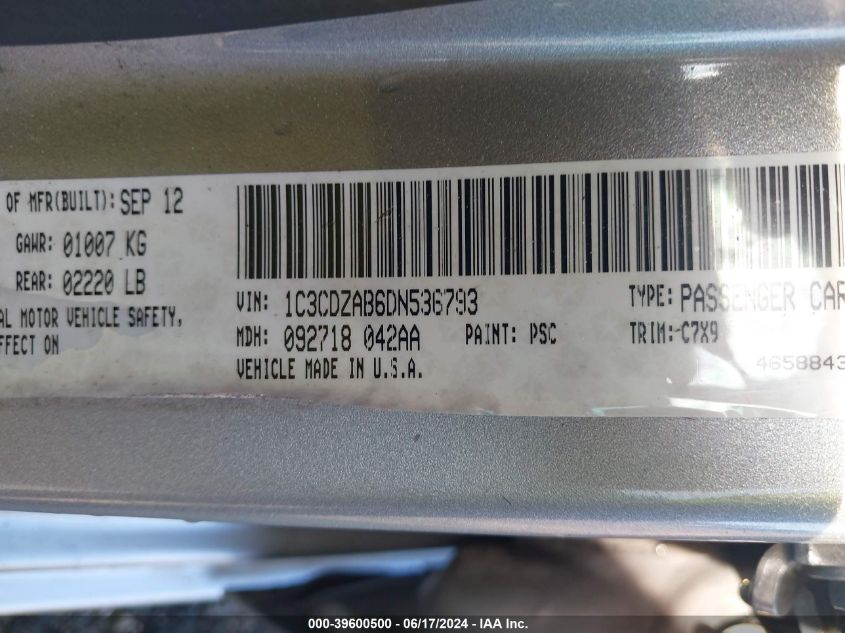 OF MFR(BUILT): SEP 12
GAWR: 01007 KG
REAR: 02220 LB
AL MOTOR VEHICLE SAFETY,
FFECT ON
VIN: 1C3CDZAB6DN536793
TYPE: PASSENGER CAR
MDH: 092718 042AA
PAINT: PSC
TRIM: C7X9
VEHICLE MADE IN U.S.A.
4658843
000-39600500 - 06/17/2024 - IAA Inc.